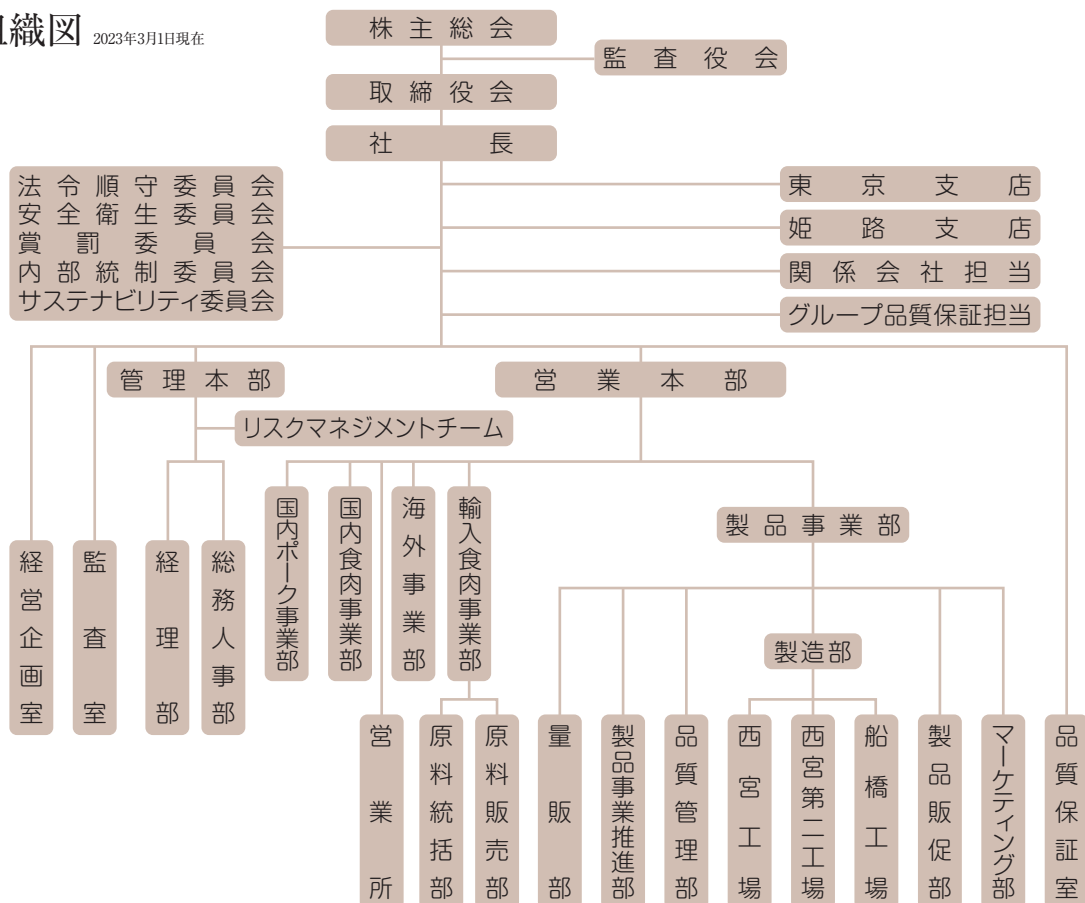 織図 2023年3月1日現在
株主総会
監査役会
取締役会
社長
法令順守委員会
安全衛生委員会
賞罰委員会
内部統制委員会
サステナビリティ委員会
東京支店
姫路支店
関係会社担当
グループ品質保証担当
管理本部
営業本部
リスクマネジメントチーム
国内ポーク事業部
国内食肉事業部
海外事業部
輸入食肉事業部
製品事業部
経営企画室
監査室
経理部
総務人事部
製造部
営業所
原料統括部
原料販売部
量販部
製品事業推進部
品質管理部
西宮工場
西宮第二工場
船橋工場
製品販促部
マーケティング部
品質保証室